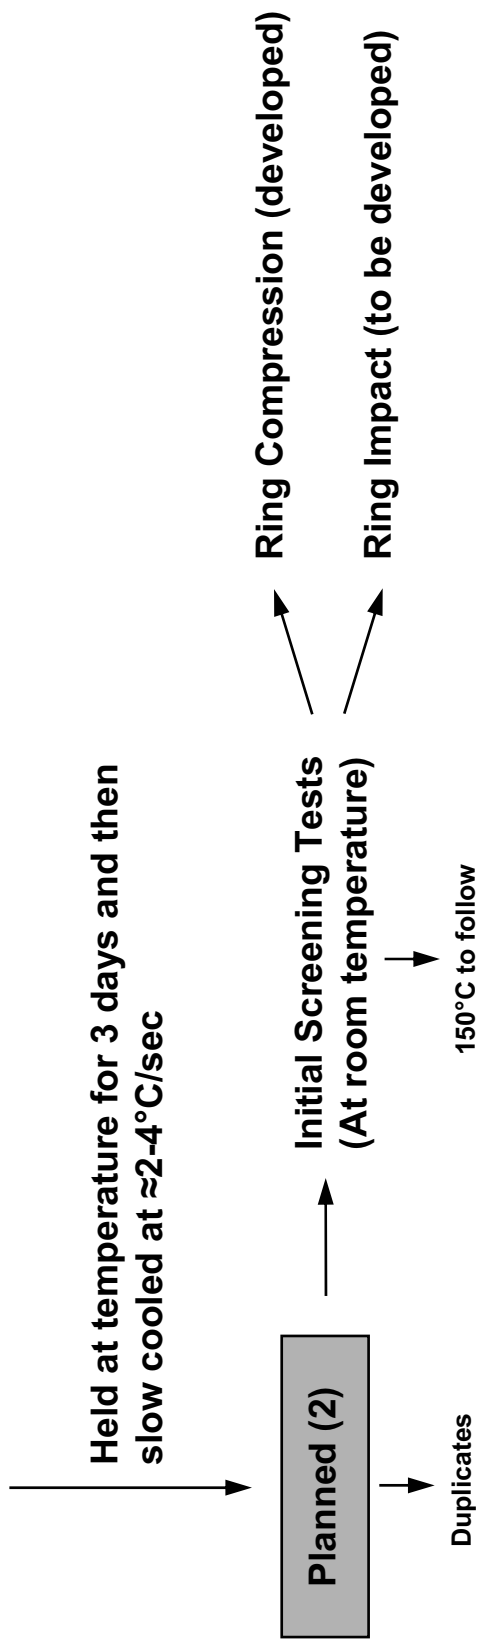 Held at temperature for 3 days and then
slow cooled at ≈2-4°C/sec
Planned (2)
Duplicates
Initial Screening Tests
(At room temperature)
150°C to follow
Ring Compression (developed)
Ring Impact (to be developed)